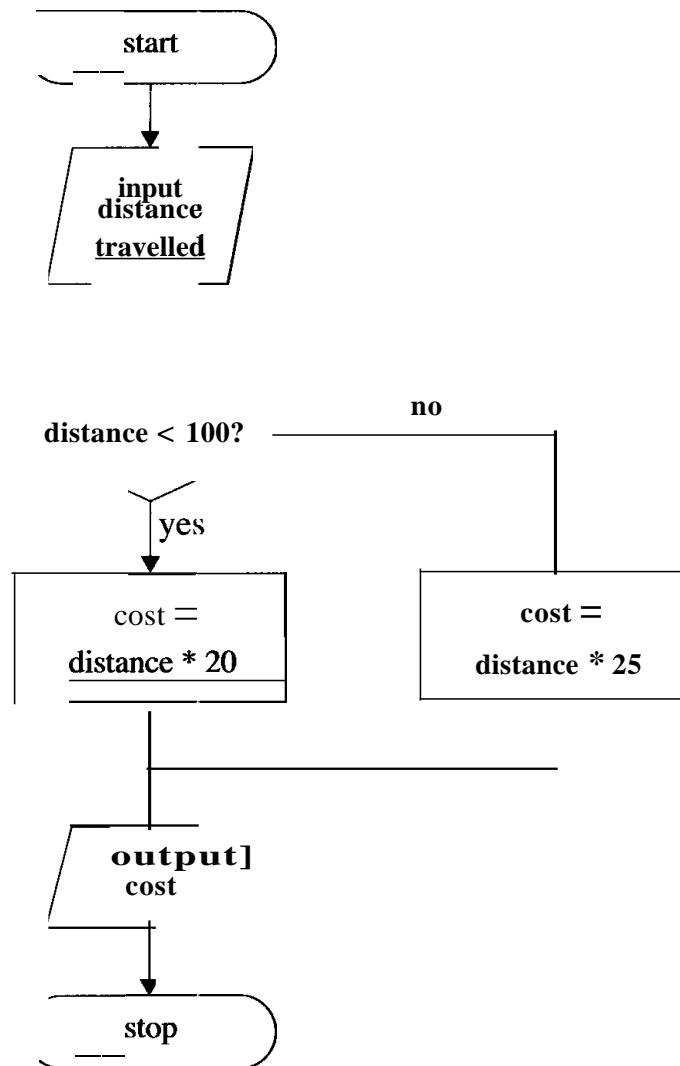 start
input
distance
travelled
no
distance < 100?
yes
cost =
distance * 20
cost =
distance * 25
output]
cost
stop